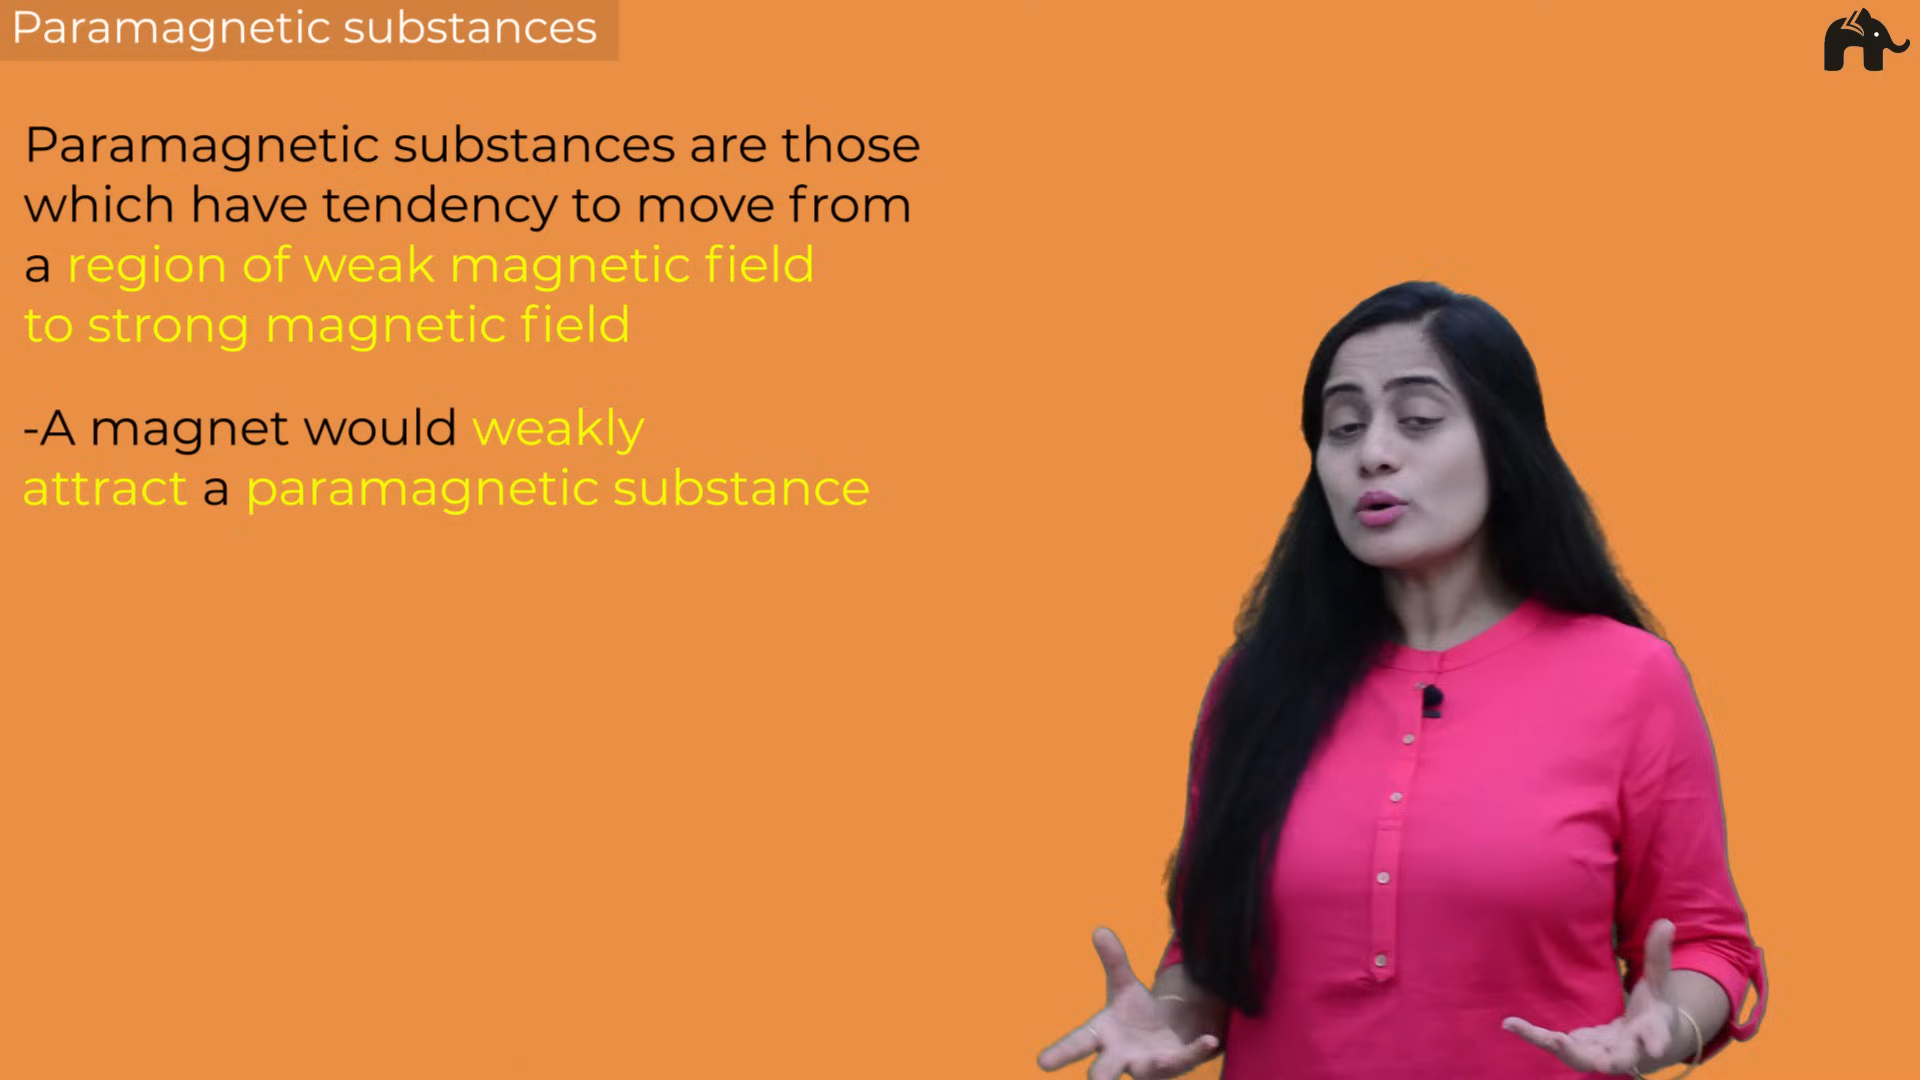 Paramagnetic substances
Paramagnetic substances are those
which have tendency to move from
a region of weak magnetic field
to strong magnetic field
-A magnet would weakly
attract a paramagnetic substance